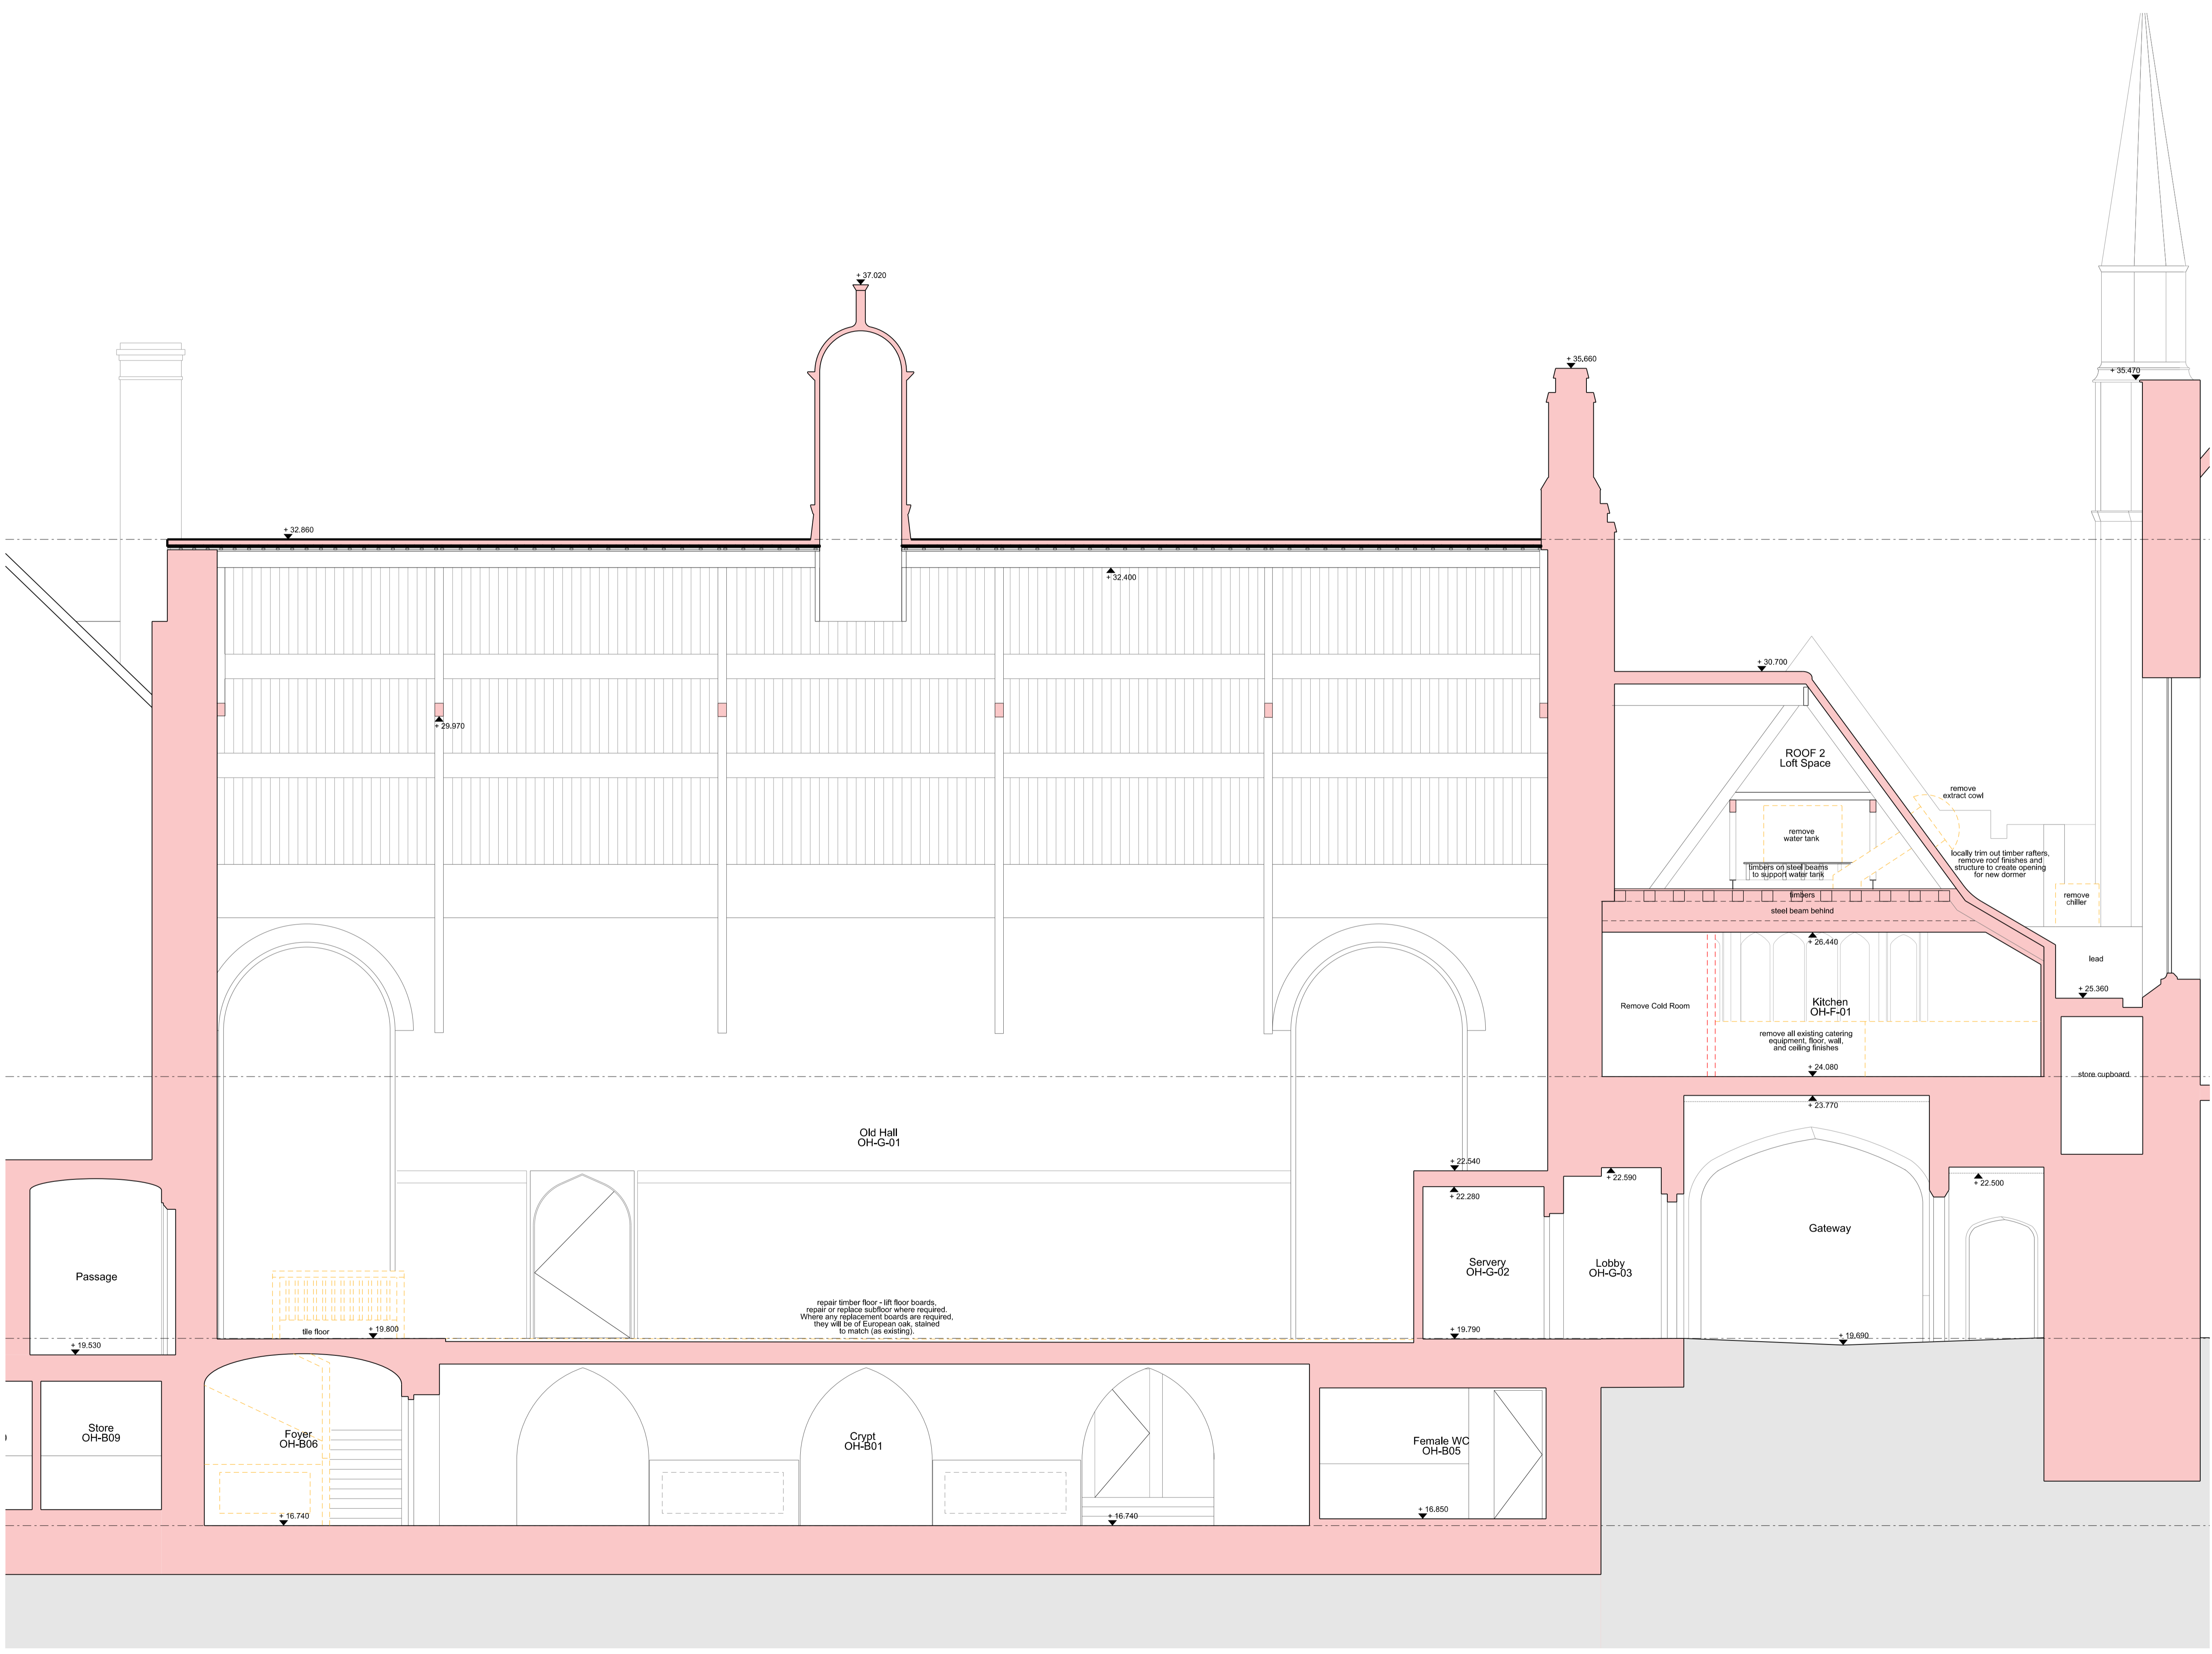 + 37.020
+ 35.660
+ 35.470
+ 32.860
+ 32.400
+ 30.700
+ 29.970
ROOF 2
Loft Space
remove
extract cowl
remove
water tank
locally trim out timber rafters,
remove roof finishes and
structure to create opening
for new dormer
timbers on steel beams
to support water tank
timbers
remove
chiller
steel beam behind
+ 26.440
lead
+ 25.360
Remove Cold Room
Kitchen
OH-F-01
remove all existing catering
equipment, floor, wall,
and ceiling finishes
+ 24.080
store cupboard
+ 23.770
Old Hall
OH-G-01
+ 22.540
+ 22.590
+ 22.500
+ 22.280
Gateway
Servery
OH-G-02
Lobby
OH-G-03
Passage
repair timber floor - lift floor boards,
repair or replace subfloor where required.
Where any replacement boards are required,
they will be of European oak, stained
to match (as existing).
tile floor
+ 19.800
+ 19.790
+ 19.690
+ 19.530
Store
OH-B09
Foyer
OH-B06
Crypt
OH-B01
Female WC
OH-B05
+ 16.740
+ 16.740
+ 16.850